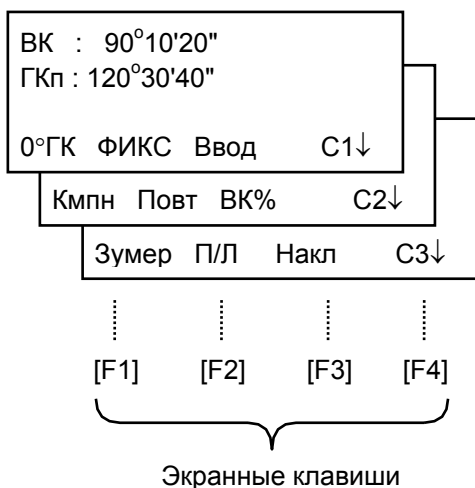 ВК : 90°10'20"
ГКп : 120°30'40"
0°ГК ФИКС Ввод С1↓
Кмпн Повт ВК% С2↓
Зумер П/Л Накл С3↓
[F1] [F2] [F3] [F4]
Экранные клавиши